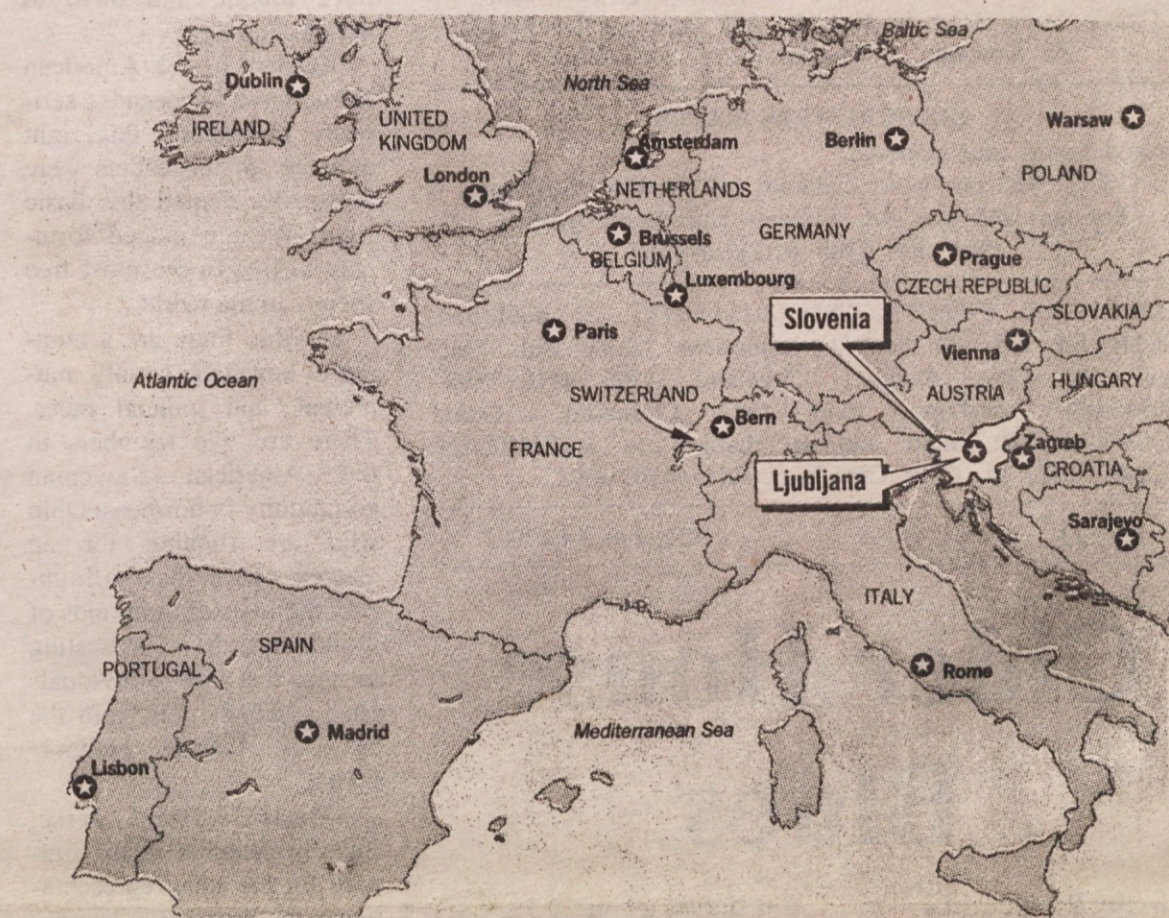 Baltic Sea
North Sea
Dublin
IRELAND
UNITED
KINGDOM
London
Amsterdam
NETHERLANDS
Berlin
Warsaw
POLAND
Brussels
BELGIUM
GERMANY
Luxembourg
Prague
CZECH REPUBLIC
SLOVAKIA
Slovenia
Paris
Vienna
Atlantic Ocean
SWITZERLAND
AUSTRIA
HUNGARY
Bern
FRANCE
Zagreb
CROATIA
Ljubljana
Sarajevo
ITALY
SPAIN
PORTUGAL
Rome
Madrid
Mediterranean Sea
Lisbon